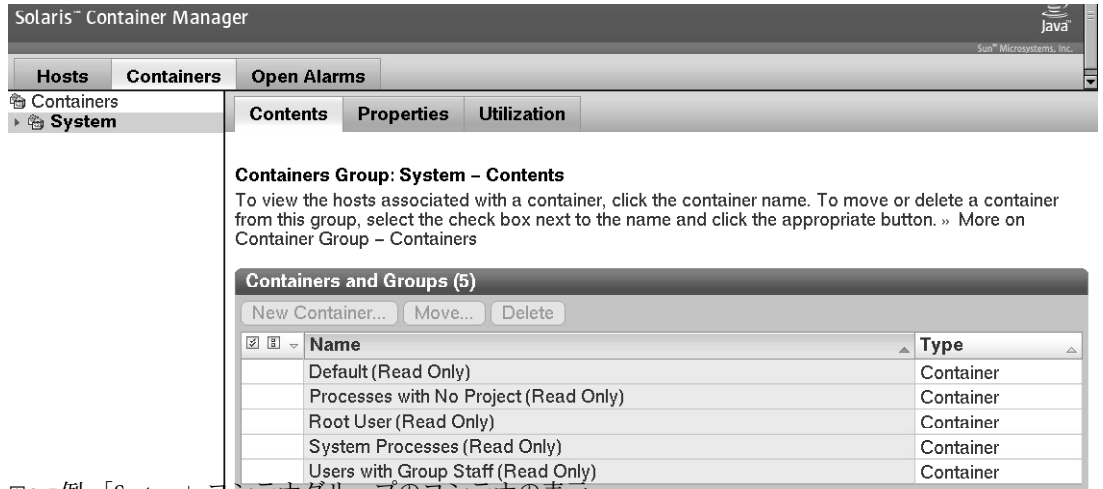 Solaris™ Container Manager
Java™
Sun™ Microsystems, Inc.
Hosts Containers Open Alarms
Containers
System
Contents Properties Utilization
Containers Group: System – Contents
To view the hosts associated with a container, click the container name. To move or delete a container
from this group, select the check box next to the name and click the appropriate button. » More on
Container Group – Containers
Containers and Groups (5)
New Container... Move... Delete
Name Type
Default (Read Only) Container
Processes with No Project (Read Only) Container
Root User (Read Only) Container
System Processes (Read Only) Container
Users with Group Staff (Read Only) Container